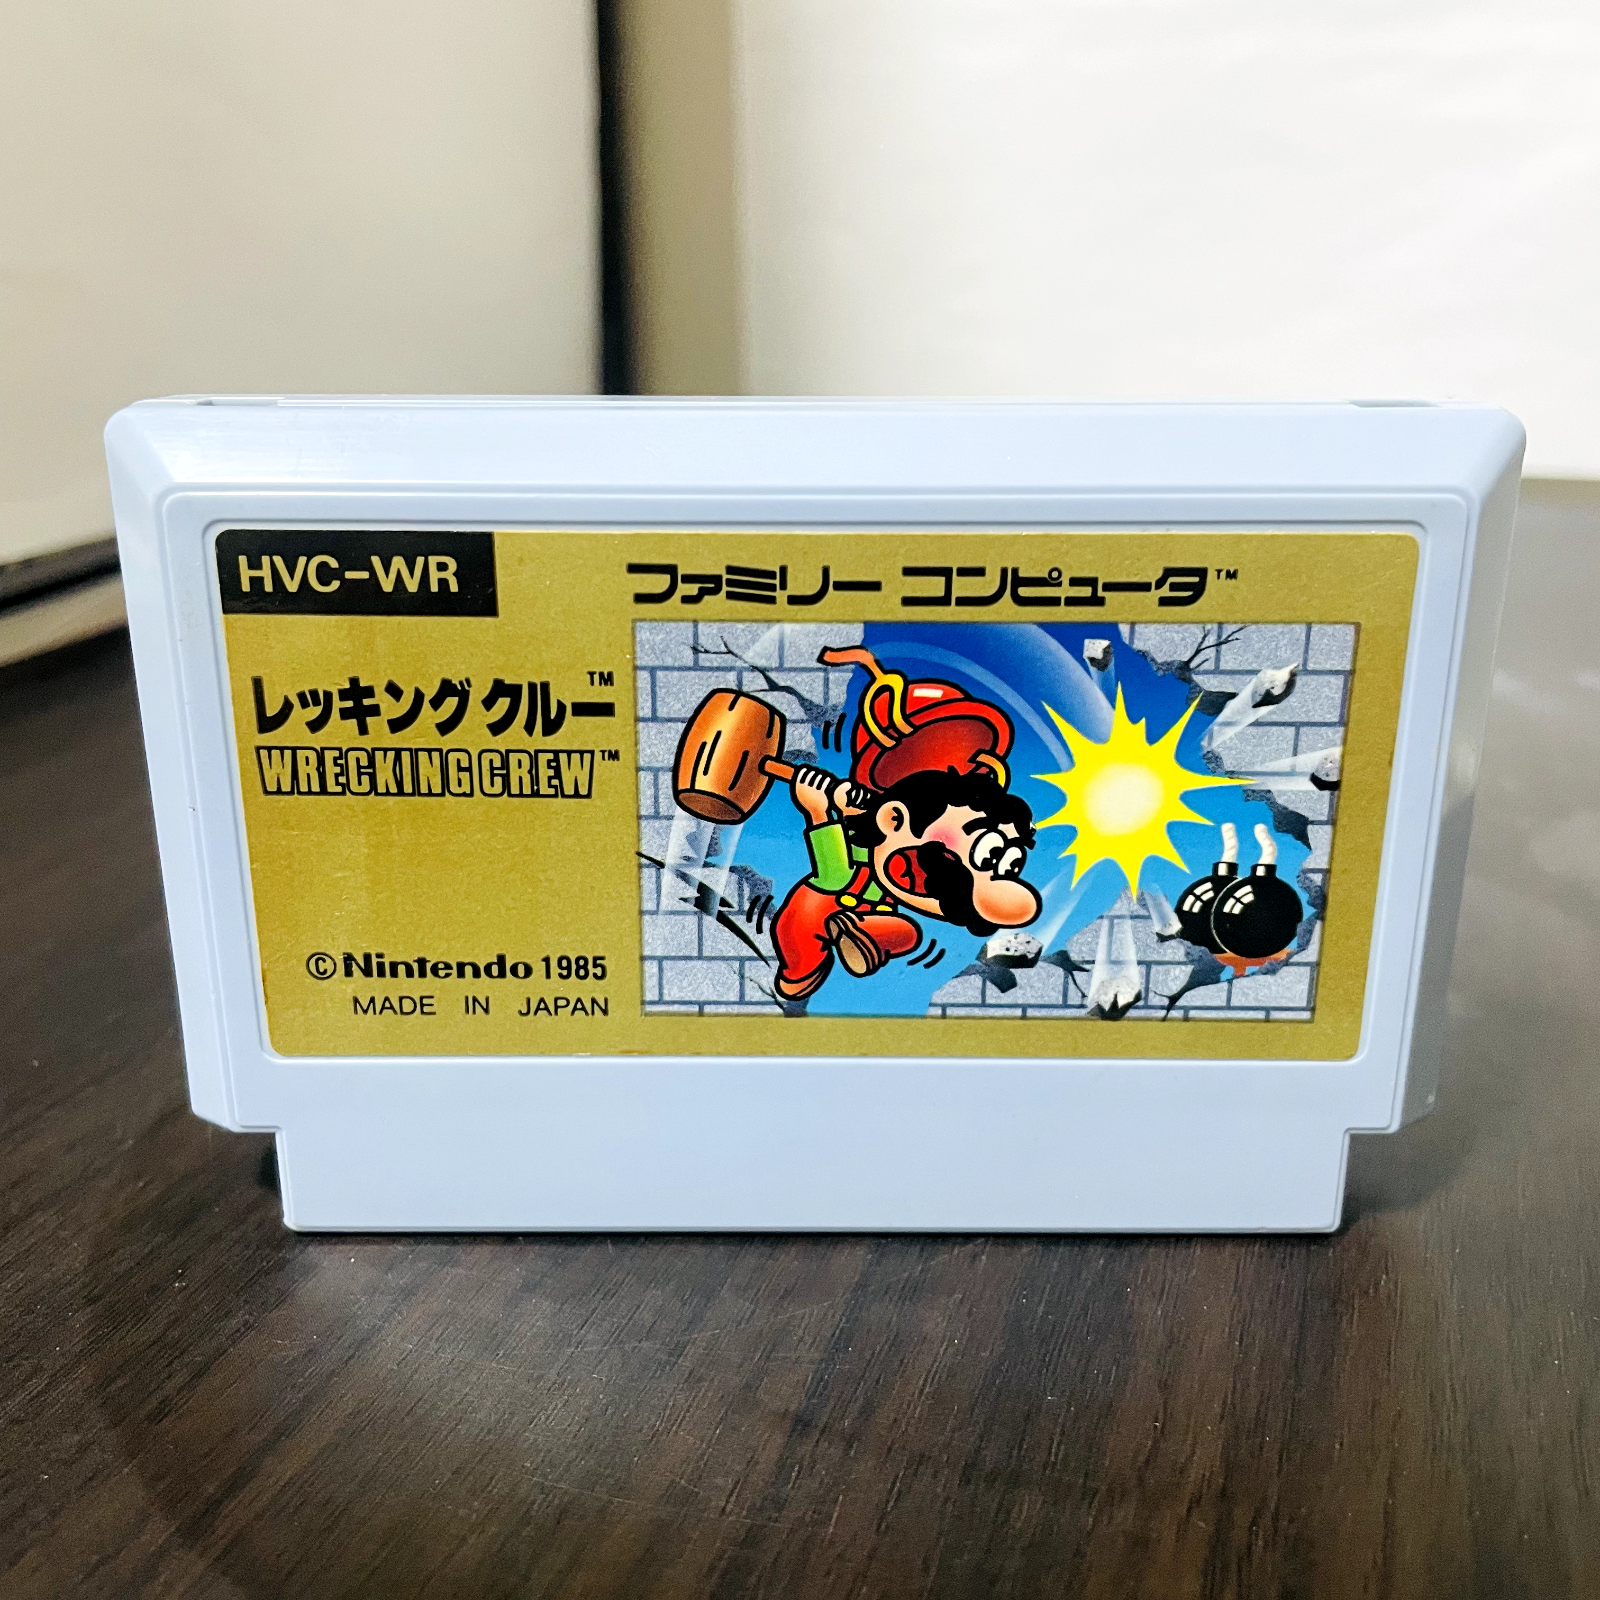 HVC-WR
ファミリー コンピュータ™
レッキングクルー™
WRECKING CREW™
©Nintendo 1985
MADE IN JAPAN